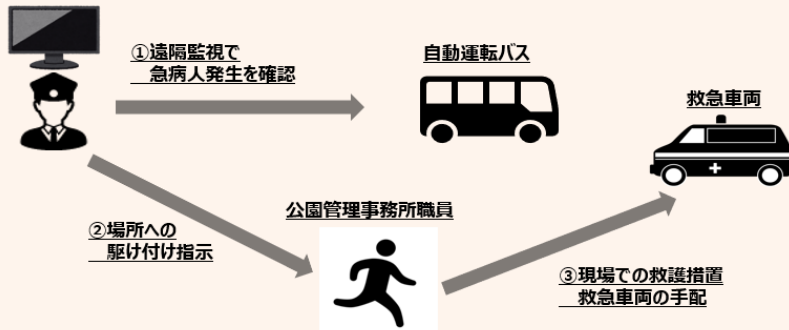 ①遠隔監視で
急病人発生を確認
自動運転バス
救急車両
公園管理事務所職員
②場所への
駆け付け指示
③現場での救護措置
救急車両の手配